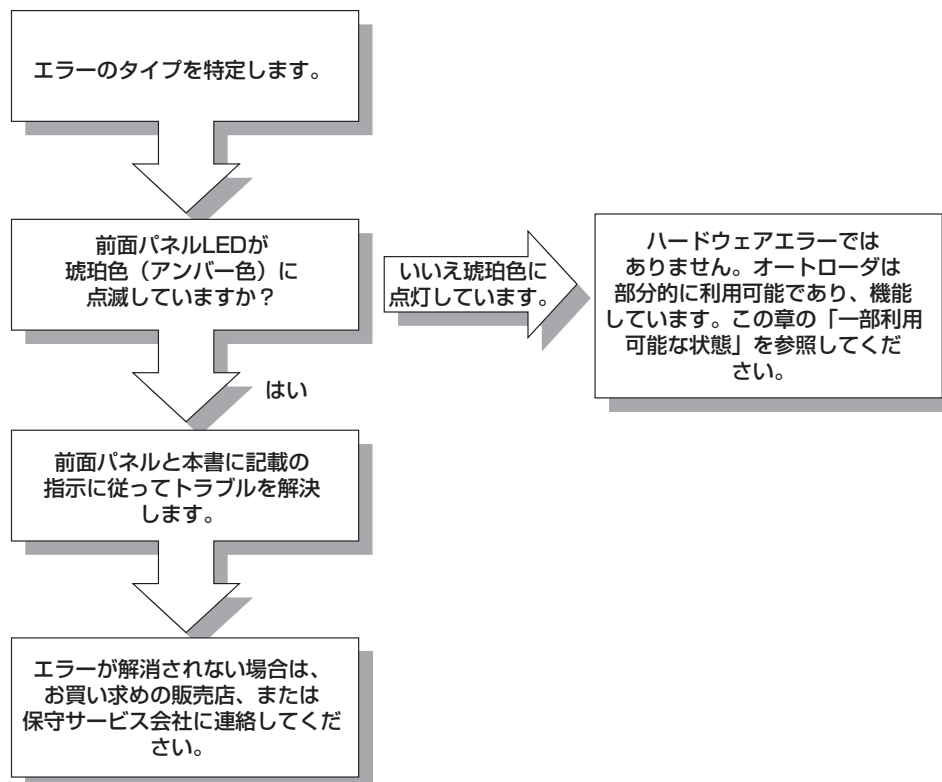 エラーのタイプを特定します。
前面パネルLEDが
琥珀色（アンバー色）に
点滅していますか？
いいえ琥珀色に
点灯しています。
ハードウェアエラーでは
ありません。オートローダは
部分的に利用可能であり、機能
しています。この章の「一部利用
可能な状態」を参照してくだ
さい。
はい
前面パネルと本書に記載の
指示に従ってトラブルを解決
します。
エラーが解消されない場合は、
お買い求めの販売店、または
保守サービス会社に連絡してくだ
さい。